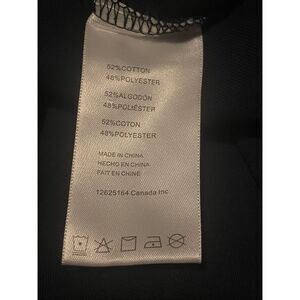 52%COTTON
48%POLYESTER
52%ALGODÓN
48%POLIÉSTER
52%COTON
48%POLYESTER
MADE IN CHINA
HECHO EN CHINA
FAIT EN CHINE
12625164 Canada Inc.